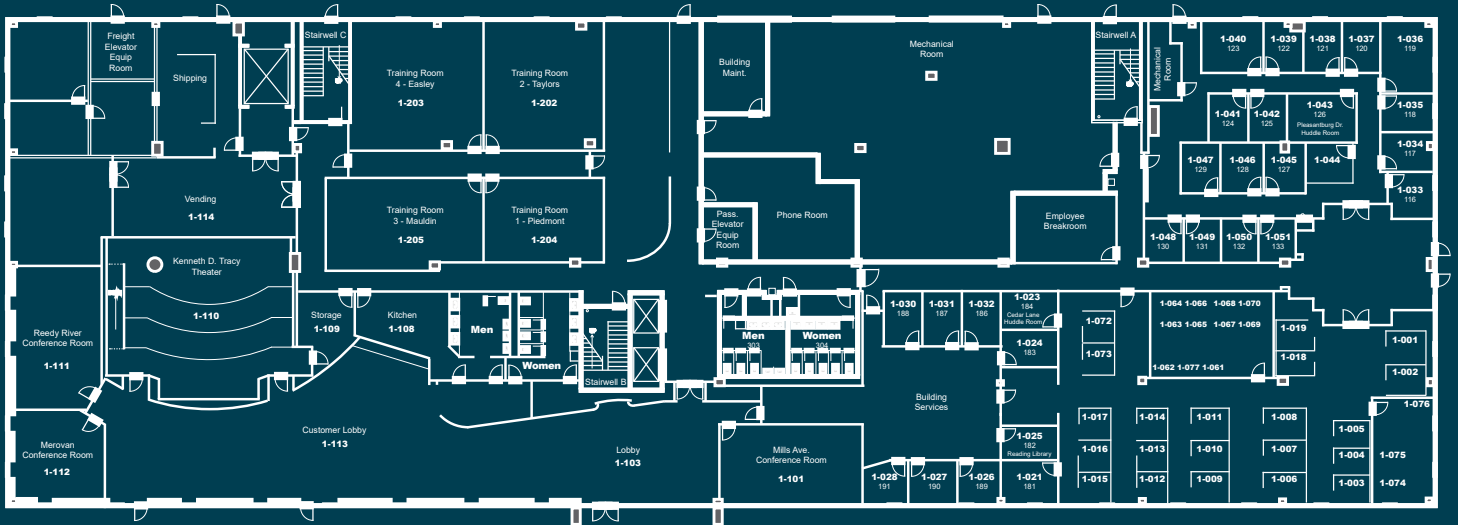 Freight
Elevator
Equip
Room
Shipping
Stairwell C
Training Room
4 - Easley
1-203
Training Room
2 - Taylors
1-202
Building
Maint.
Mechanical
Room
Stairwell A
Mechanical
Room
1-040
123
1-039
122
1-038
121
1-037
120
1-036
119
1-041
124
1-042
125
1-043
126
Pleasantburg Dr.
Huddle Room
1-035
118
1-034
117
1-033
116
1-047
129
1-046
128
1-045
127
1-044
Vending
1-114
Training Room
3 - Mauldin
1-205
Training Room
1 - Piedmont
1-204
Pass.
Elevator
Equip
Room
Phone Room
Employee
Breakroom
1-048
130
1-049
131
1-050
132
1-051
133
Kenneth D. Tracy
Theater
1-110
Reedy River
Conference Room
1-111
Storage
1-109
Kitchen
1-108
Men
Women
Stairwell B
Men
303
Women
304
1-030
188
1-031
187
1-032
186
1-023
184
Cedar Lane
Huddle Room
1-024
183
1-072
1-073
1-064 1-066 1-068 1-070
1-063 1-065 1-067 1-069
1-062 1-077 1-061
1-019
1-018
1-001
1-002
1-076
Building
Services
1-025
182
Reading Library
1-017
1-016
1-015
1-014
1-013
1-012
1-011
1-010
1-009
1-008
1-007
1-006
1-005
1-004
1-003
1-075
1-074
Merovan
Conference Room
1-112
Customer Lobby
1-113
Lobby
1-103
Mills Ave.
Conference Room
1-101
1-028
191
1-027
190
1-026
189
1-021
181